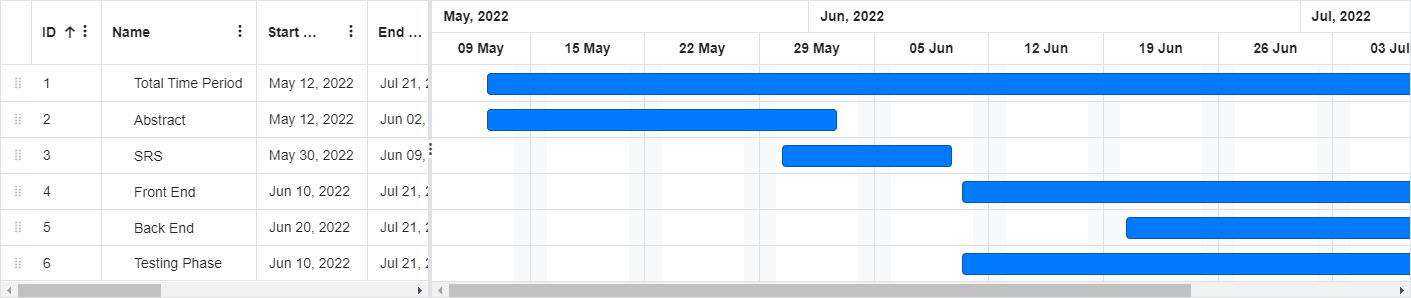 May, 2022 Jun, 2022 Jul, 2022
ID Name Start ... End ...
09 May 15 May 22 May 29 May 05 Jun 12 Jun 19 Jun 26 Jun 03 Jul
1 Total Time Period May 12, 2022 Jul 21,
2 Abstract May 12, 2022 Jun 02,
3 SRS May 30, 2022 Jun 09,
4 Front End Jun 10, 2022 Jul 21,
5 Back End Jun 20, 2022 Jul 21,
6 Testing Phase Jun 10, 2022 Jul 21,